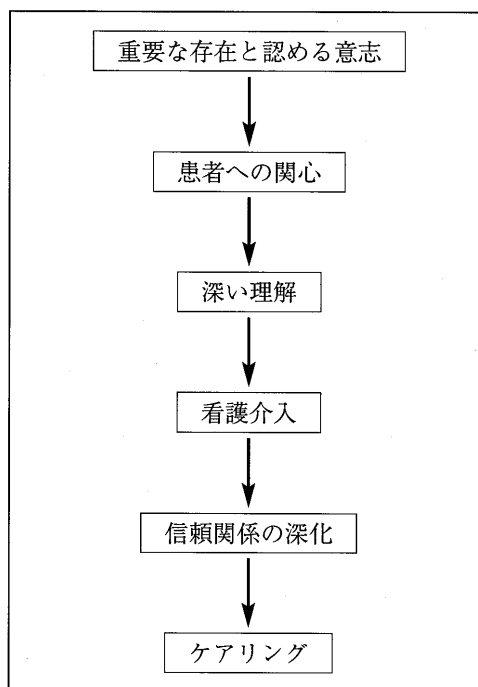 重要な存在と認める意志
患者への関心
深い理解
看護介入
信頼関係の深化
ケアリング